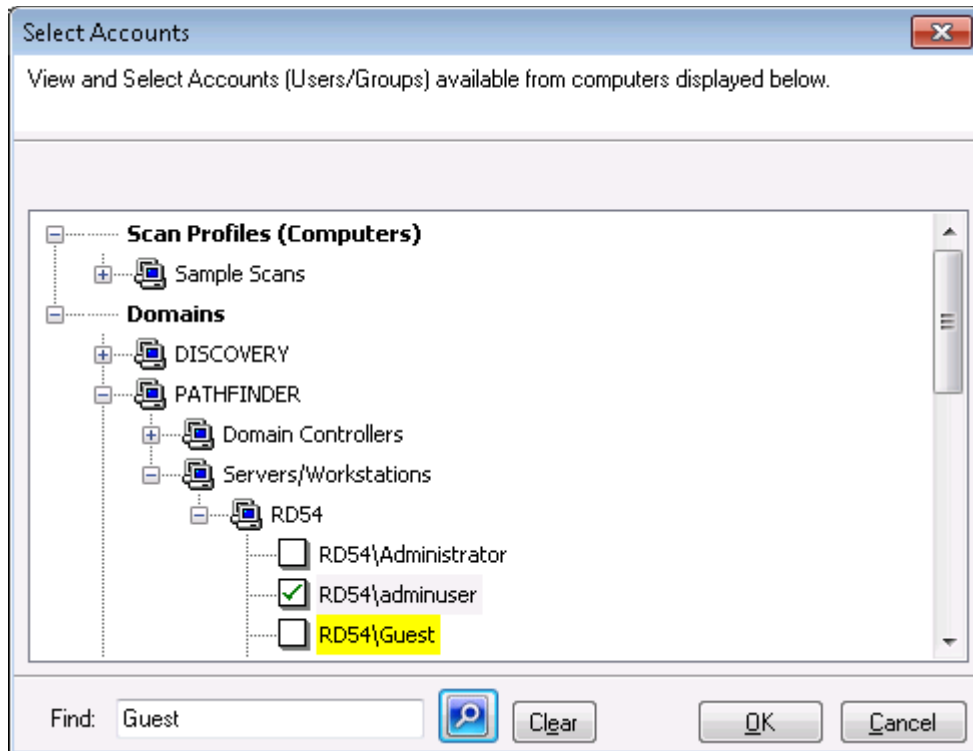 Select Accounts
View and Select Accounts (Users/Groups) available from computers displayed below.
Scan Profiles (Computers)
Sample Scans
Domains
DISCOVERY
PATHFINDER
Domain Controllers
Servers/Workstations
RD54
RD54\Administrator
RD54\adminuser
RD54\Guest
Find: Guest Clear OK Cancel